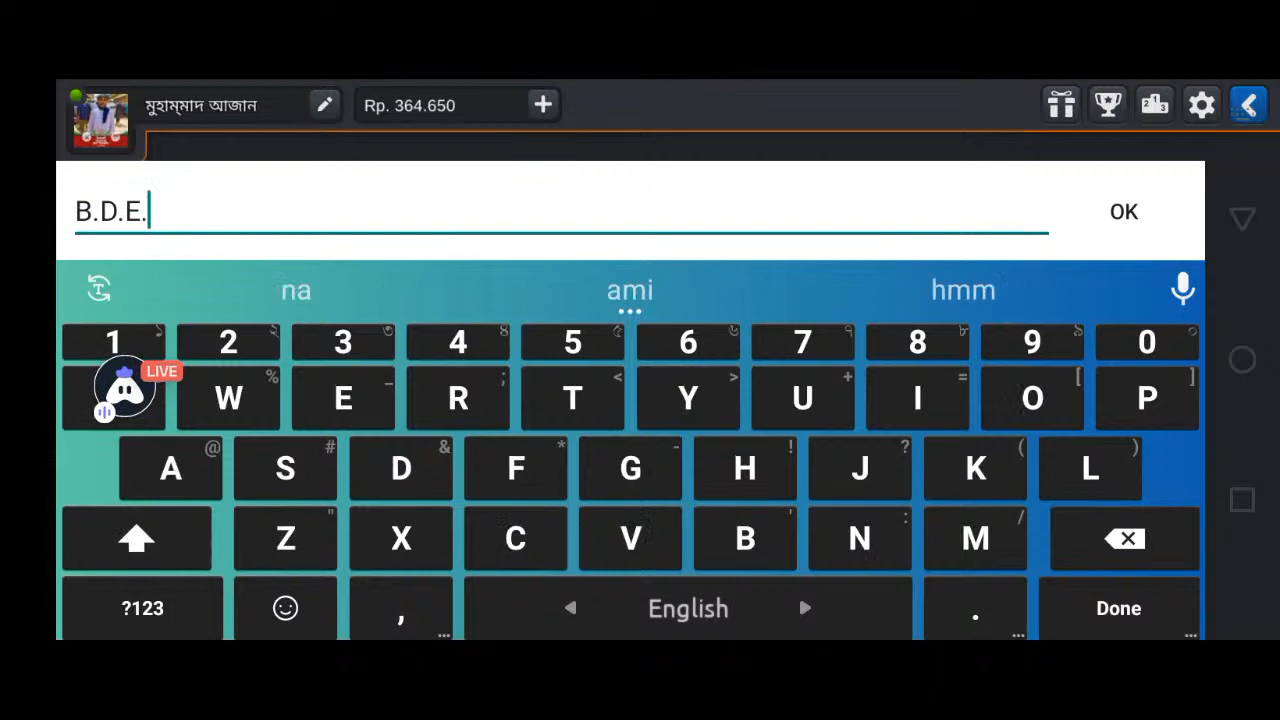 মুহাম্মাদ আজান
Rp. 364.650
B.D.E.
OK
na ami hmm
1 2 3 4 5 6 7 8 9 0
LIVE
W E R T Y U I O P
% _ ; < > + = [ ]
A S D F G H J K L
@ # & * - ! ? ( )
Z X C V B N M
" ' : /
?123 , English . Done